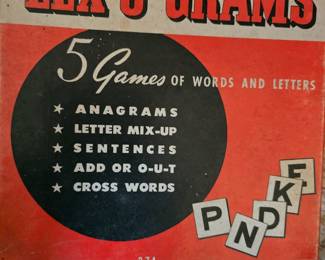 LEX-O-GRAMS
5 Games OF WORDS AND LETTERS
★ ANAGRAMS
★ LETTER MIX-UP
★ SENTENCES
★ ADD OR O-U-T
★ CROSS WORDS
P N D K E